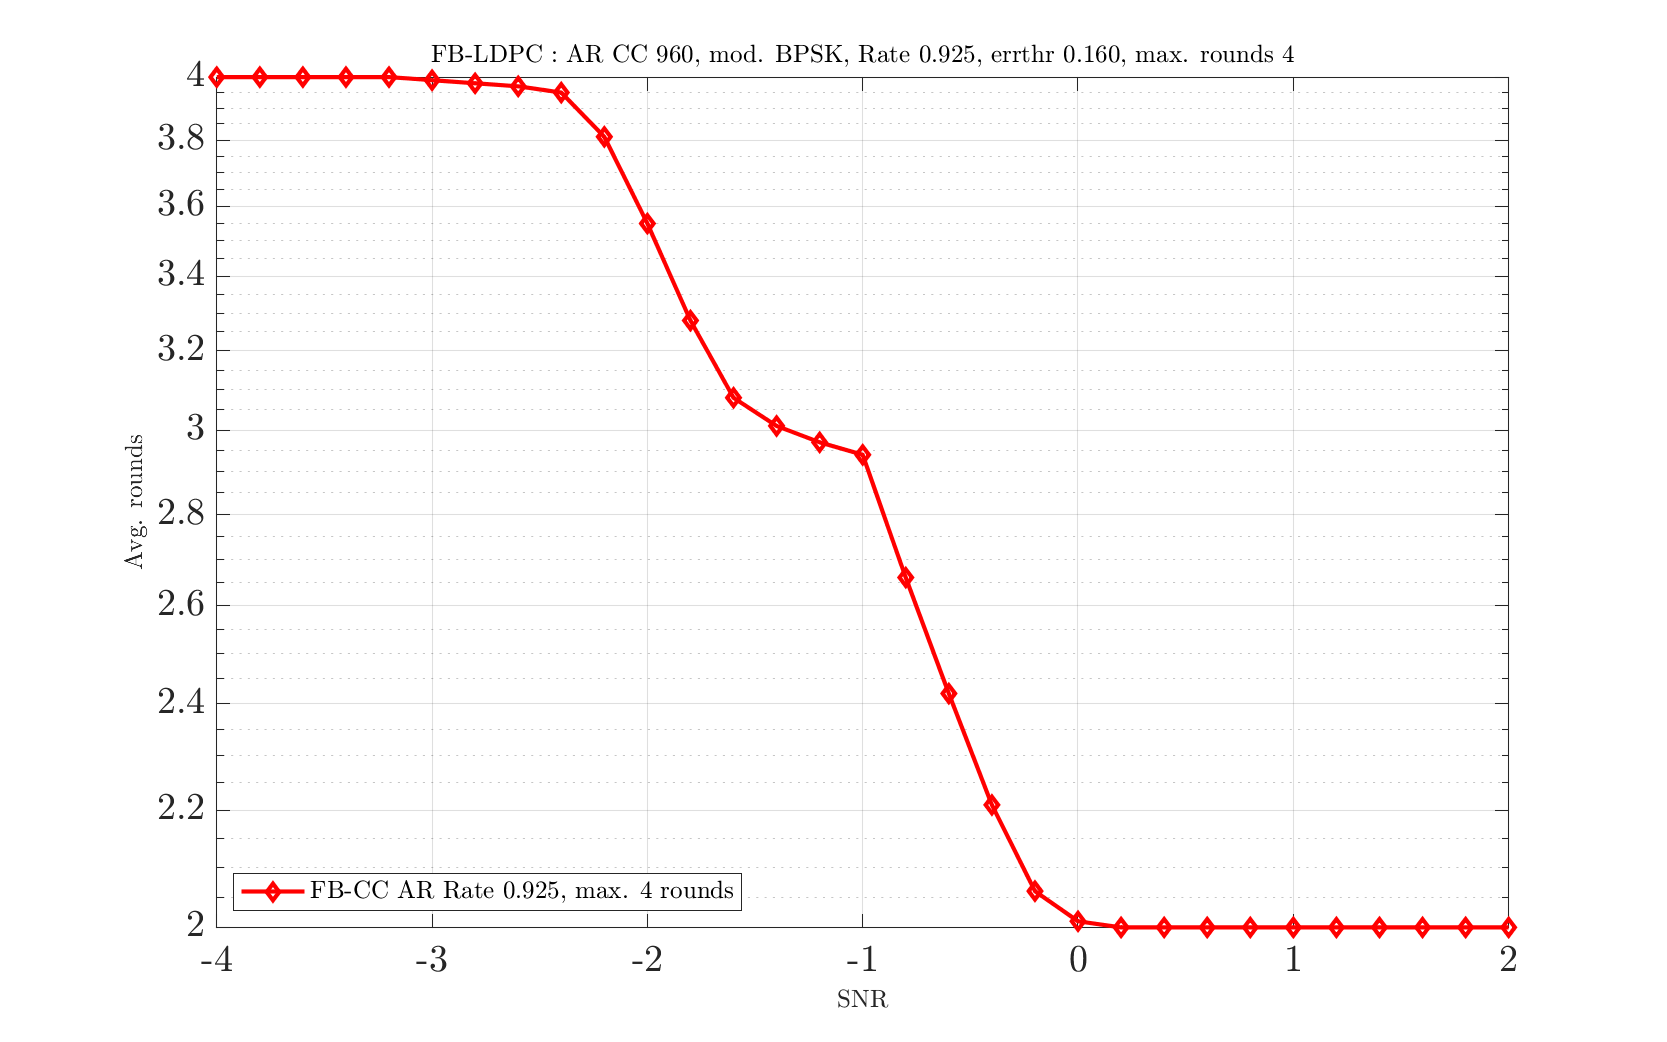 FB-LDPC : AR CC 960, mod. BPSK, Rate 0.925, errthr 0.160, max. rounds 4
4
3.8
3.6
3.4
3.2
3
2.8
2.6
2.4
2.2
2
Avg. rounds
FB-CC AR Rate 0.925, max. 4 rounds
-4 -3 -2 -1 0 1 2
SNR